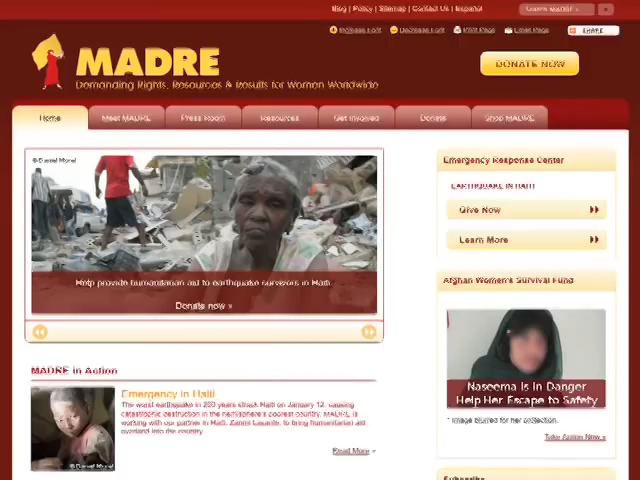 Blog | Policy | Sitemap | Contact Us | Español
Increase Font Decrease Font Print Page Email Page SHARE
MADRE
Demanding Rights, Resources & Results for Women Worldwide
DONATE NOW
Home Meet MADRE Press Room Resources Get Involved Donate Shop MADRE
© Daniel Morel
Help provide humanitarian aid to earthquake survivors in Haiti.
Donate now »
Emergency Response Center
EARTHQUAKE IN HAITI
Give Now
Learn More
Afghan Women's Survival Fund
Naseema Is In Danger
Help Her Escape to Safety
* Image blurred for her protection.
Take Action Now »
Subscribe
MADRE in Action
Emergency in Haiti
The worst earthquake in 200 years struck Haiti on January 12, causing
catastrophic destruction in the hemisphere's poorest country. MADRE is
working with our partner in Haiti, Zanmi Lasante, to bring humanitarian aid
overland into the country.
Read More »
© Daniel Morel